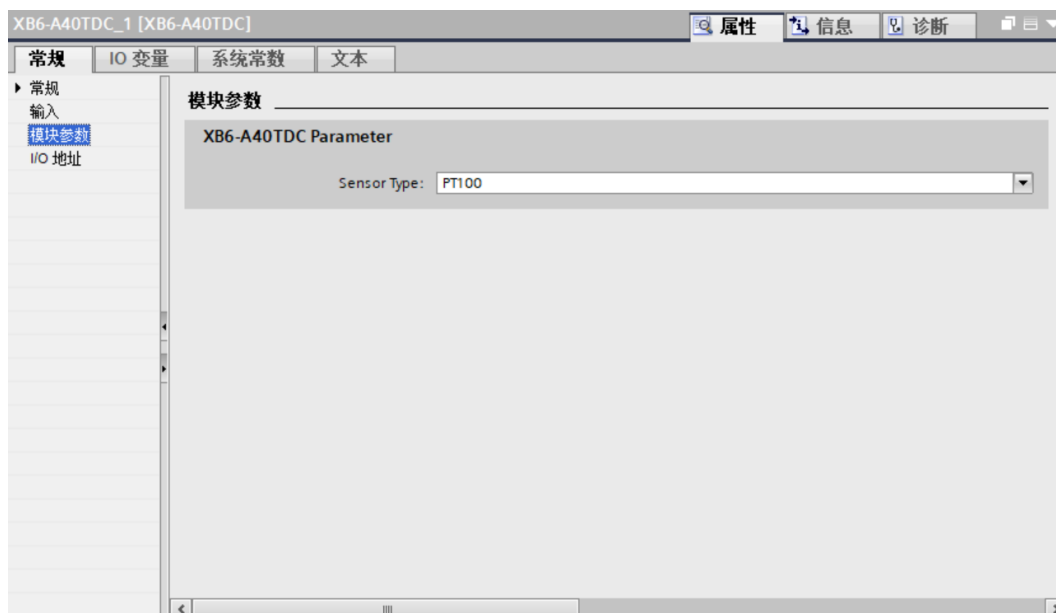 XB6-A40TDC_1 [XB6-A40TDC]
属性 信息 诊断
常规 IO 变量 系统常数 文本
常规
输入
模块参数
I/O 地址
模块参数
XB6-A40TDC Parameter
Sensor Type: PT100